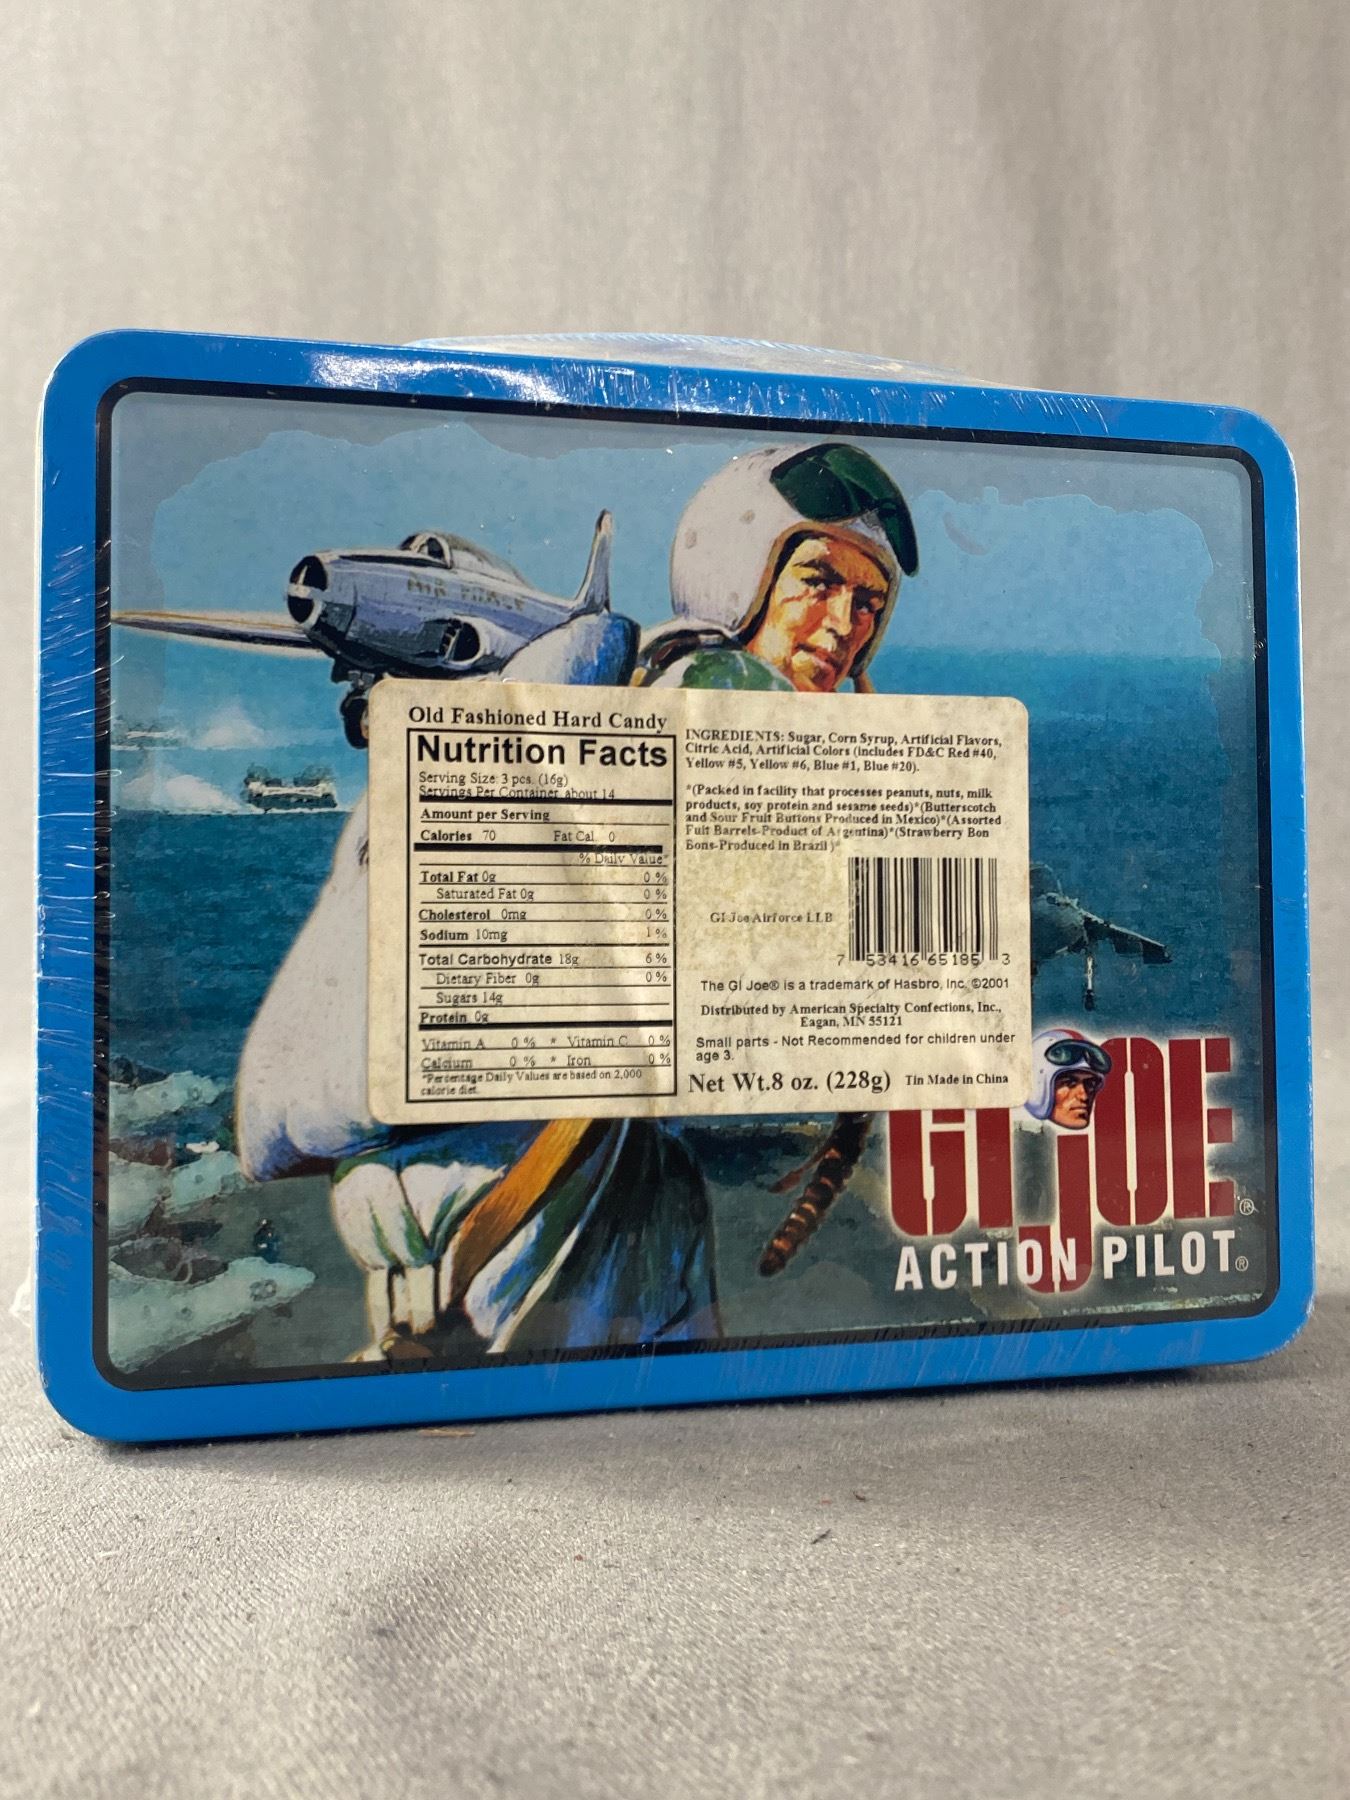 AIR FORCE
Old Fashioned Hard Candy
Nutrition Facts
Serving Size: 3 pcs. (16g)
Servings Per Container about 14
Amount per Serving
Calories 70 Fat Cal 0
% Daily Value*
Total Fat 0g 0 %
Saturated Fat 0g 0 %
Cholesterol 0mg 0 %
Sodium 10mg 1 %
Total Carbohydrate 18g 6 %
Dietary Fiber 0g 0 %
Sugars 14g
Protein 0g
Vitamin A 0 % * Vitamin C 0 %
Calcium 0 % * Iron 0 %
*Percentage Daily Values are based on 2,000
calorie diet.
INGREDIENTS: Sugar, Corn Syrup, Artificial Flavors,
Citric Acid, Artificial Colors (includes FD&C Red #40,
Yellow #5, Yellow #6, Blue #1, Blue #20).
*(Packed in facility that processes peanuts, nuts, milk
products, soy protein and sesame seeds)*(Butterscotch
and Sour Fruit Buttons Produced in Mexico)*(Assorted
Fuit Barrels-Product of Argentina)*(Strawberry Bon
Bons-Produced in Brazil)*
GI Joe Airforce LLB
7 53416 65185 3
The GI Joe® is a trademark of Hasbro, Inc. ©2001
Distributed by American Specialty Confections, Inc.,
Eagan, MN 55121
Small parts - Not Recommended for children under
age 3.
Net Wt.8 oz. (228g) Tin Made in China
GI JOE®
ACTION PILOT®